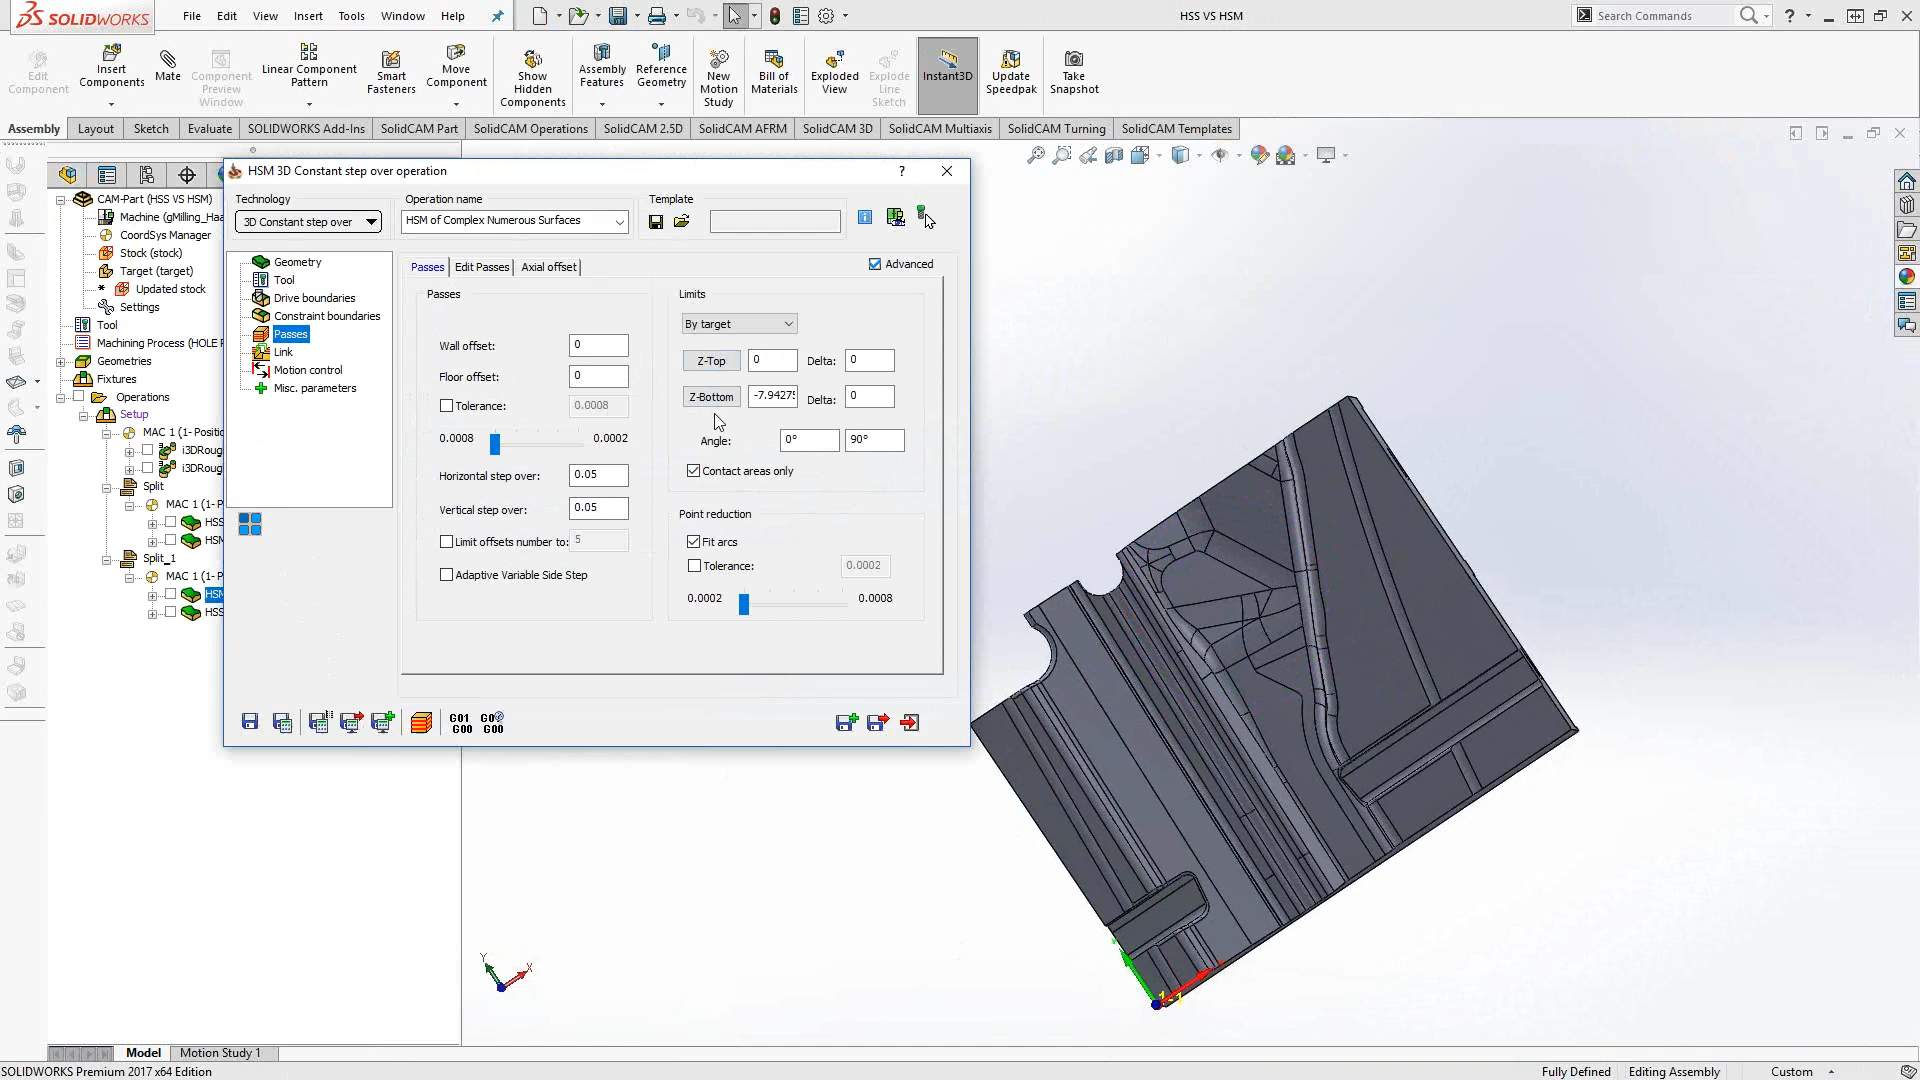 SOLIDWORKS
File Edit View Insert Tools Window Help
HSS VS HSM
Search Commands
Edit Component
Insert Components
Mate
Component Preview Window
Linear Component Pattern
Smart Fasteners
Move Component
Show Hidden Components
Assembly Features
Reference Geometry
New Motion Study
Bill of Materials
Exploded View
Explode Line Sketch
Instant3D
Update Speedpak
Take Snapshot
Assembly Layout Sketch Evaluate SOLIDWORKS Add-Ins SolidCAM Part SolidCAM Operations SolidCAM 2.5D SolidCAM AFRM SolidCAM 3D SolidCAM Multiaxis SolidCAM Turning SolidCAM Templates
CAM-Part (HSS VS HSM)
Machine (gMilling_Haa
CoordSys Manager
Stock (stock)
Target (target)
* Updated stock
Settings
Tool
Machining Process (HOLE F
Geometries
Fixtures
Operations
Setup
MAC 1 (1- Positio
i3DRoug
i3DRoug
Split
MAC 1 (1- P
HSS
HSM
Split_1
MAC 1 (1- P
HSM
HSS
HSM 3D Constant step over operation
?
Technology
3D Constant step over
Operation name
HSM of Complex Numerous Surfaces
Template
Geometry
Tool
Drive boundaries
Constraint boundaries
Passes
Link
Motion control
Misc. parameters
Passes Edit Passes Axial offset
Advanced
Passes
Wall offset: 0
Floor offset: 0
Tolerance: 0.0008
0.0008 0.0002
Horizontal step over: 0.05
Vertical step over: 0.05
Limit offsets number to: 5
Adaptive Variable Side Step
Limits
By target
Z-Top 0 Delta: 0
Z-Bottom -7.9427 Delta: 0
Angle: 0° 90°
Contact areas only
Point reduction
Fit arcs
Tolerance: 0.0002
0.0002 0.0008
G01 G00
G00 G00
Y X
Model Motion Study 1
SOLIDWORKS Premium 2017 x64 Edition
Fully Defined Editing Assembly Custom